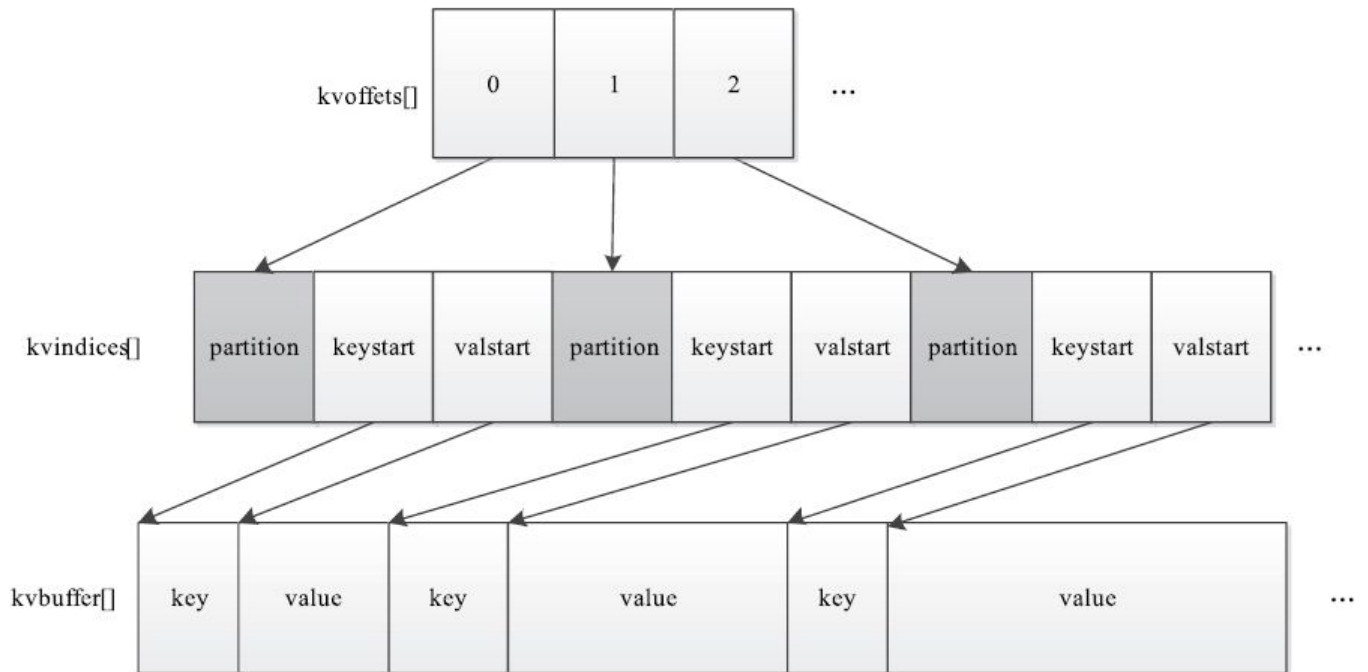 kvoffets[] 0 1 2 ...
kvindices[] partition keystart valstart partition keystart valstart partition keystart valstart ...
kvbuffer[] key value key value key value ...